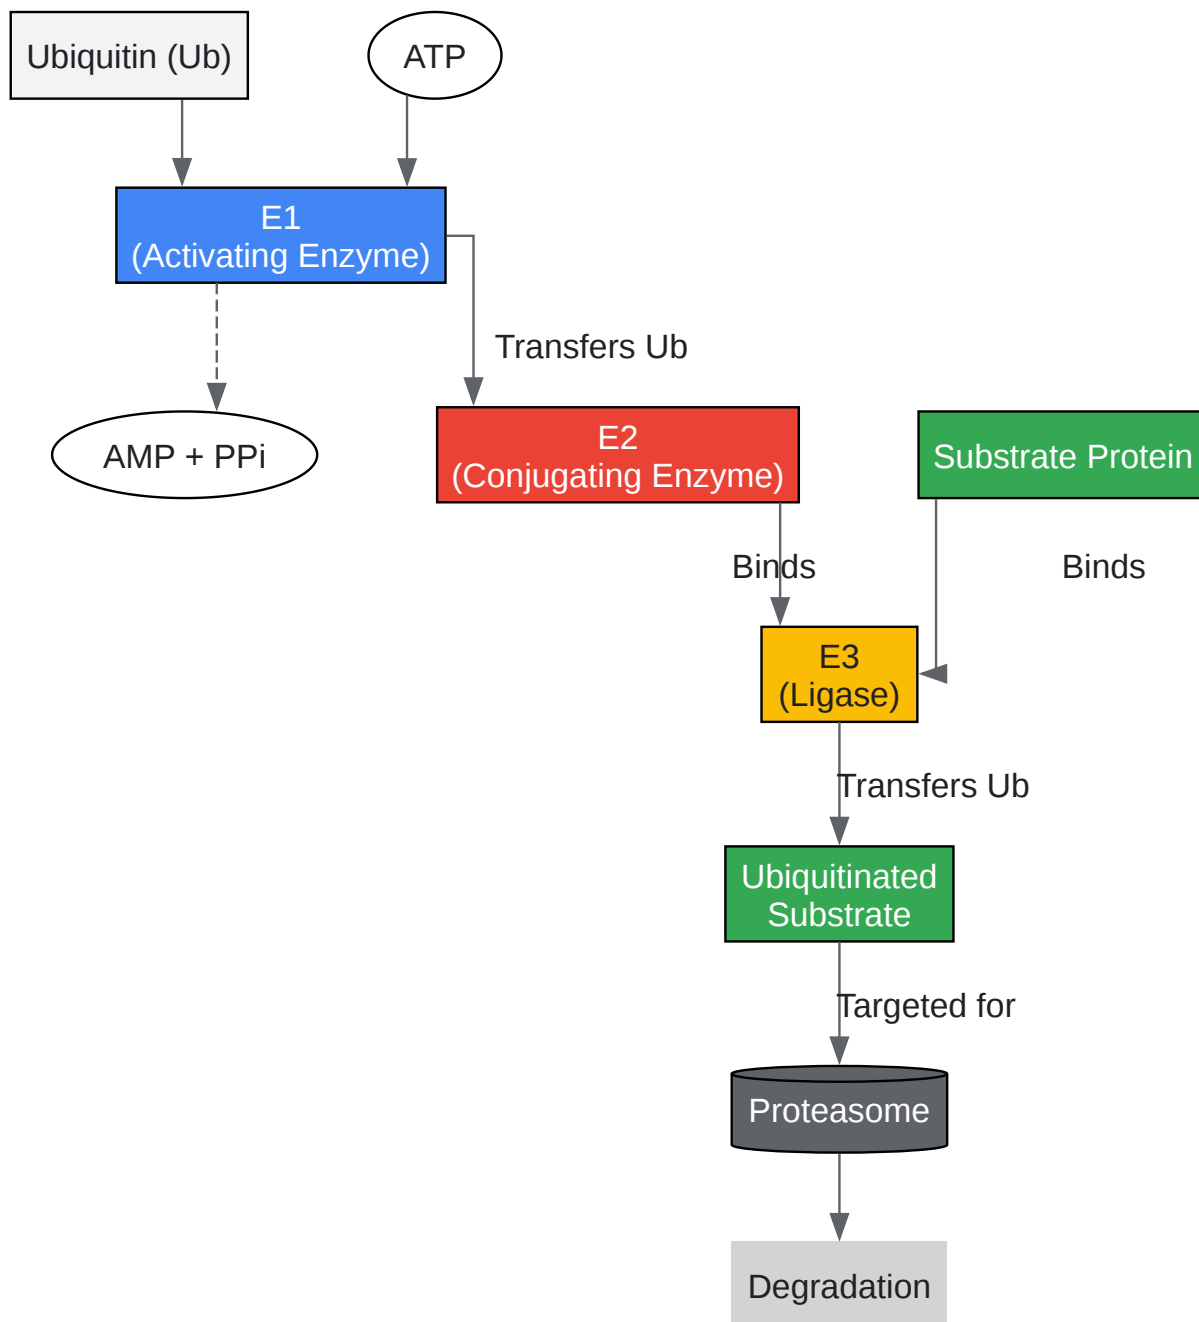 Ubiquitin (Ub)
ATP
E1
(Activating Enzyme)
Transfers Ub
AMP + PPi
E2
(Conjugating Enzyme)
Substrate Protein
Binds
Binds
E3
(Ligase)
Transfers Ub
Ubiquitinated
Substrate
Targeted for
Proteasome
Degradation